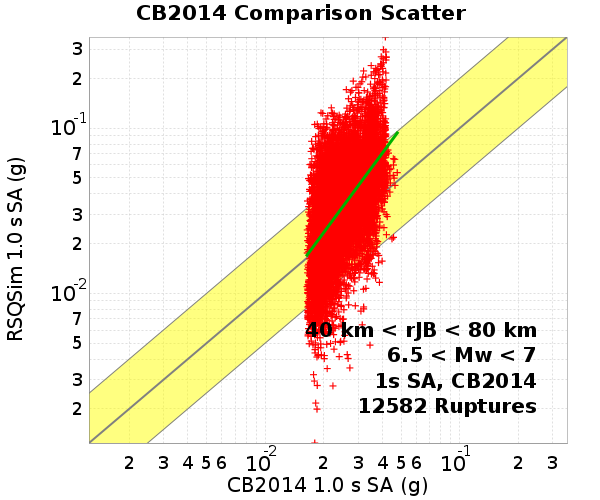 CB2014 Comparison Scatter
RSQSim 1.0 s SA (g)
3
2
10^-1
7
5
3
2
10^-2
7
5
3
2
40 km < rJB < 80 km
6.5 < Mw < 7
1s SA, CB2014
12582 Ruptures
2 3 4 5 6 10^-2 2 3 4 5 6 10^-1 2 3
CB2014 1.0 s SA (g)